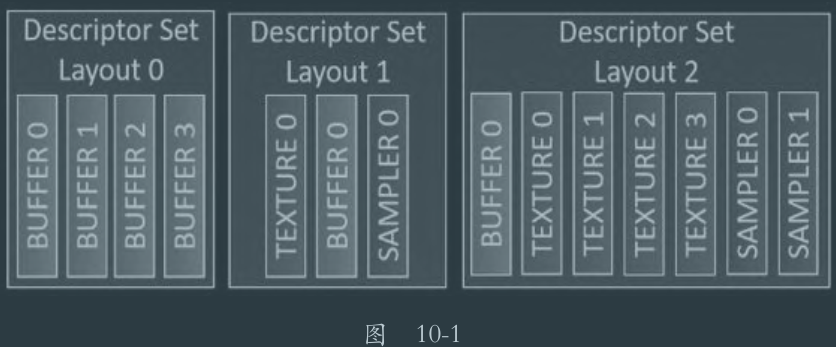 Descriptor Set
Layout 0
BUFFER 0
BUFFER 1
BUFFER 2
BUFFER 3
Descriptor Set
Layout 1
TEXTURE 0
BUFFER 0
SAMPLER 0
Descriptor Set
Layout 2
BUFFER 0
TEXTURE 0
TEXTURE 1
TEXTURE 2
TEXTURE 3
SAMPLER 0
SAMPLER 1
图 10-1